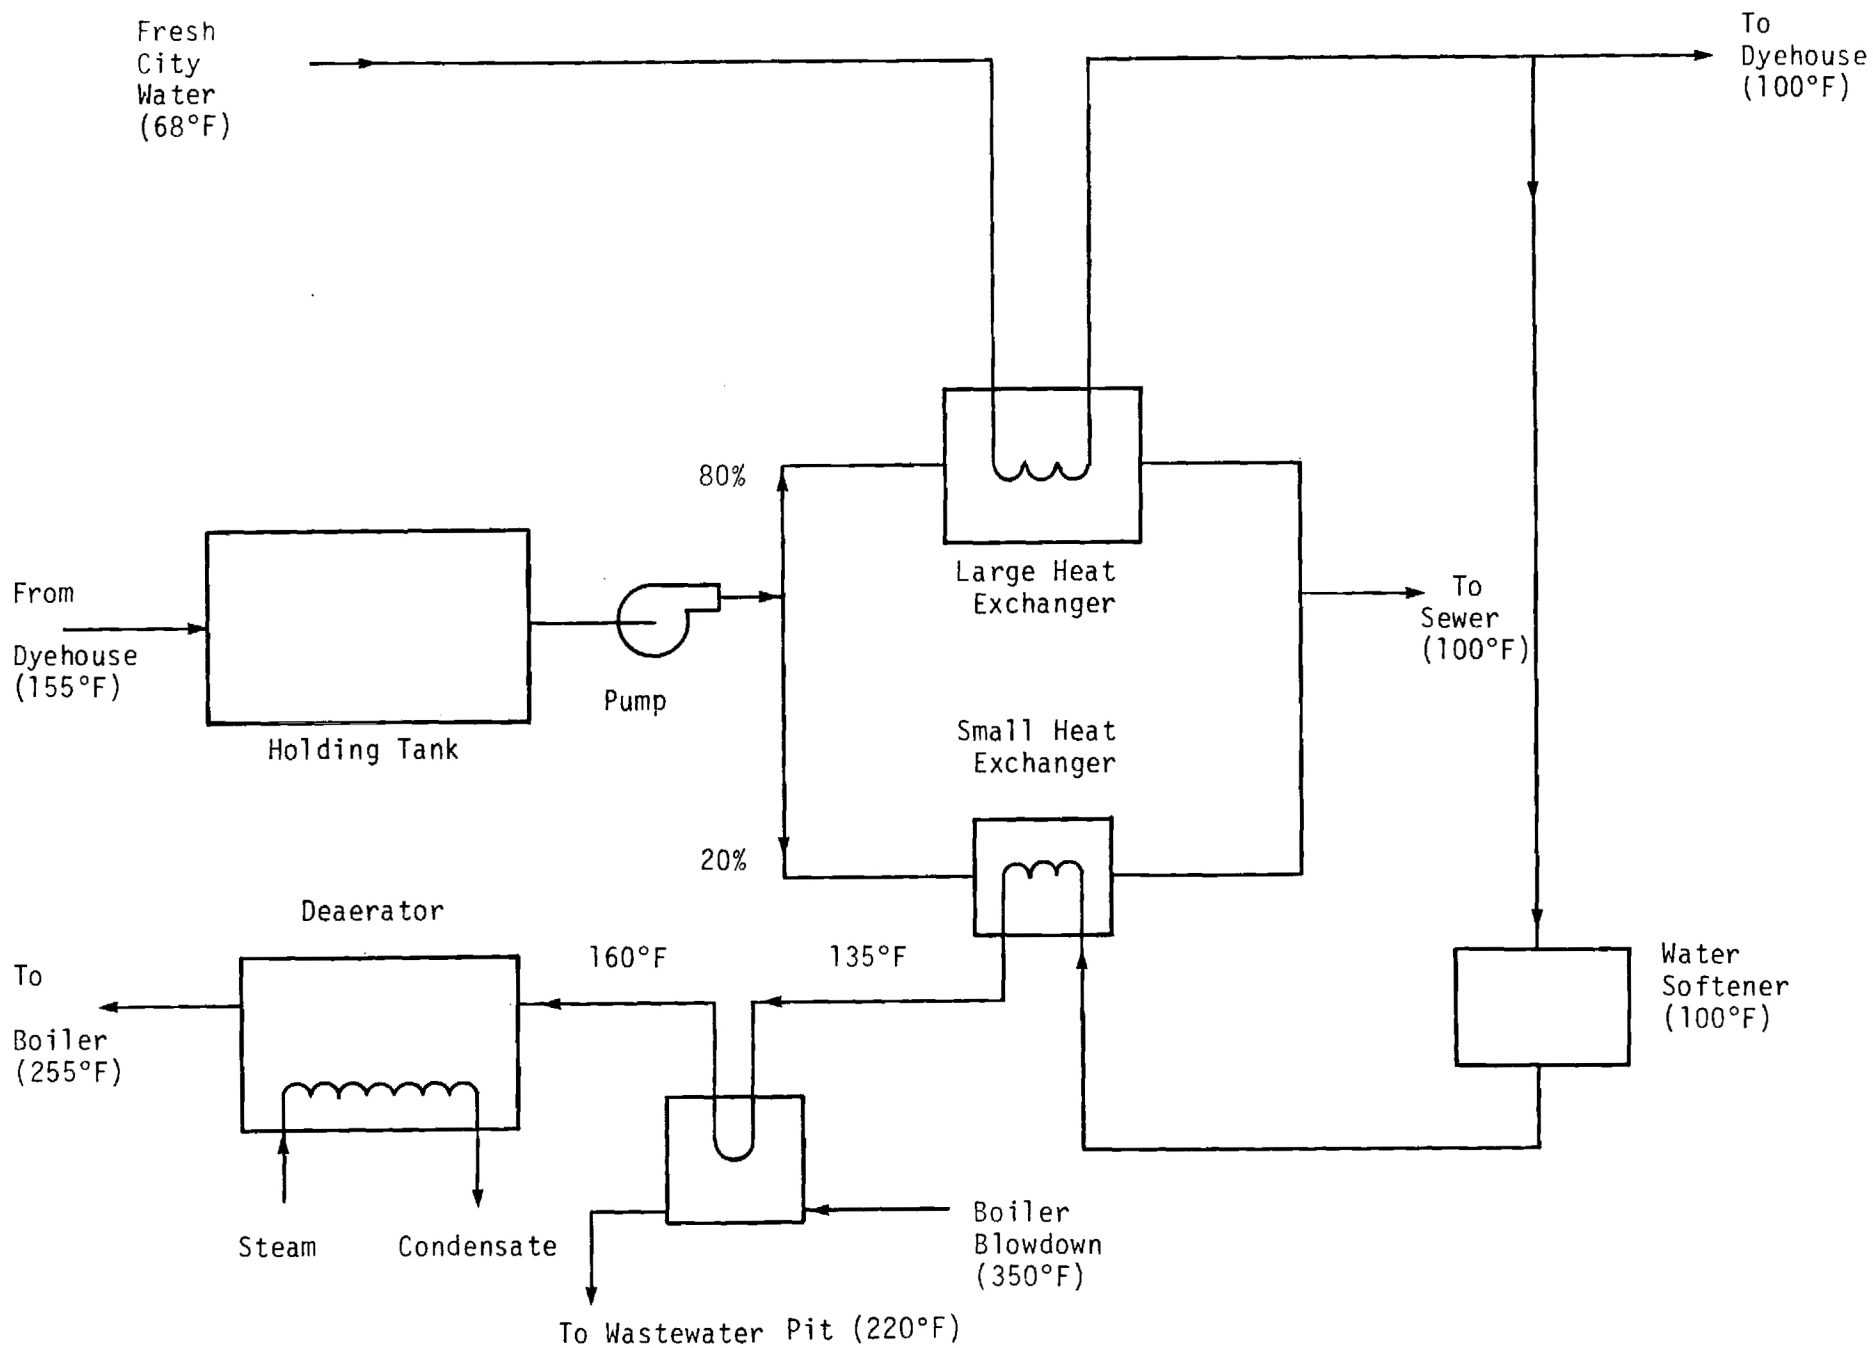 Fresh
City
Water
(68°F)
To
Dyehouse
(100°F)
80%
Large Heat
Exchanger
From
Dyehouse
(155°F)
Holding Tank
Pump
To
Sewer
(100°F)
Small Heat
Exchanger
20%
Deaerator
160°F
135°F
To
Boiler
(255°F)
Water
Softener
(100°F)
Steam
Condensate
Boiler
Blowdown
(350°F)
To Wastewater Pit (220°F)